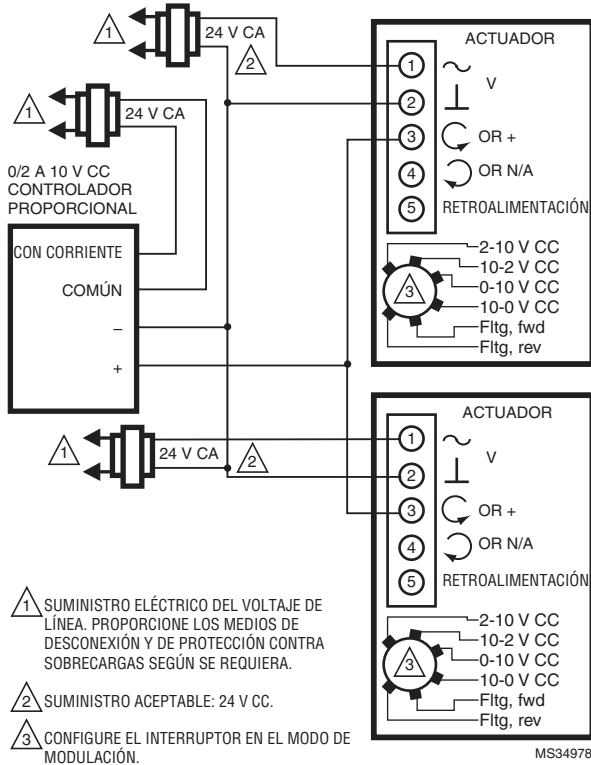 1
24 V CA
2
1
24 V CA
0/2 A 10 V CC
CONTROLADOR
PROPORCIONAL
CON CORRIENTE
COMÚN
–
+
ACTUADOR
1
V
2
3 OR +
4 OR N/A
5 RETROALIMENTACIÓN
3
2-10 V CC
10-2 V CC
0-10 V CC
10-0 V CC
Fltg, fwd
Fltg, rev
1
24 V CA
2
ACTUADOR
1
V
2
3 OR +
4 OR N/A
5 RETROALIMENTACIÓN
3
2-10 V CC
10-2 V CC
0-10 V CC
10-0 V CC
Fltg, fwd
Fltg, rev
1 SUMINISTRO ELÉCTRICO DEL VOLTAJE DE
LÍNEA. PROPORCIONE LOS MEDIOS DE
DESCONEXIÓN Y DE PROTECCIÓN CONTRA
SOBRECARGAS SEGÚN SE REQUIERA.
2 SUMINISTRO ACEPTABLE: 24 V CC.
3 CONFIGURE EL INTERRUPTOR EN EL MODO DE
MODULACIÓN.
MS34978